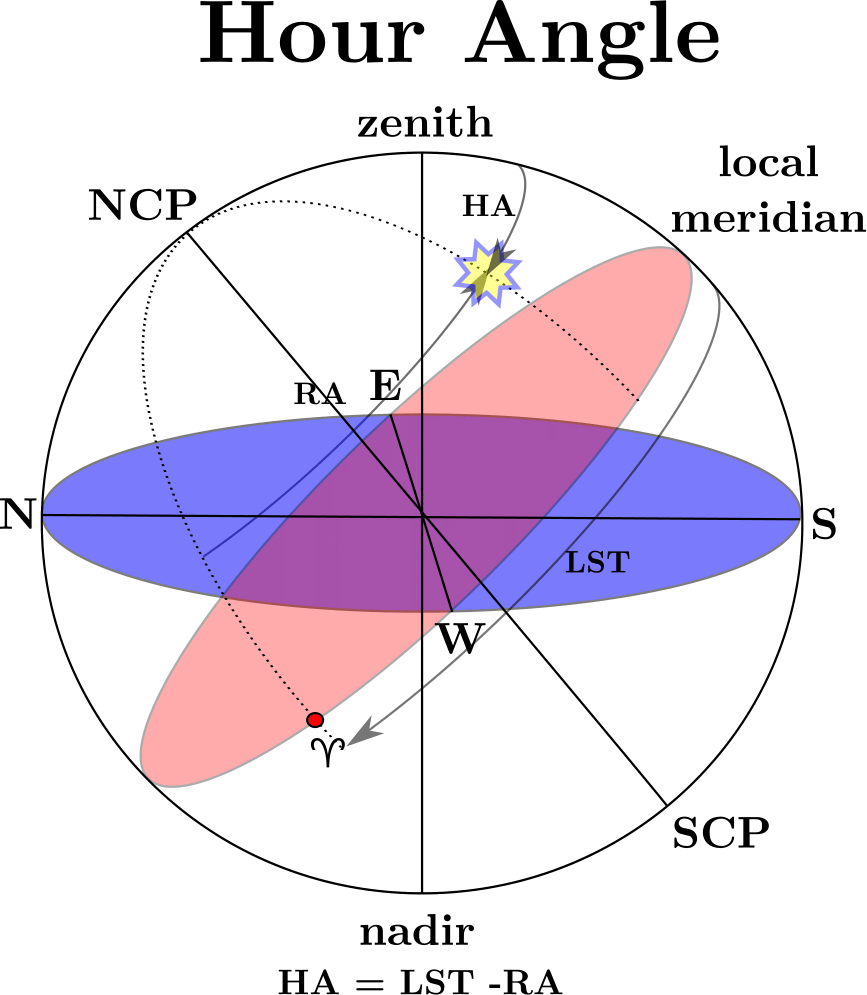 Hour Angle
zenith
local
meridian
NCP
HA
RA
E
N
S
LST
W
♈
SCP
nadir
HA = LST -RA